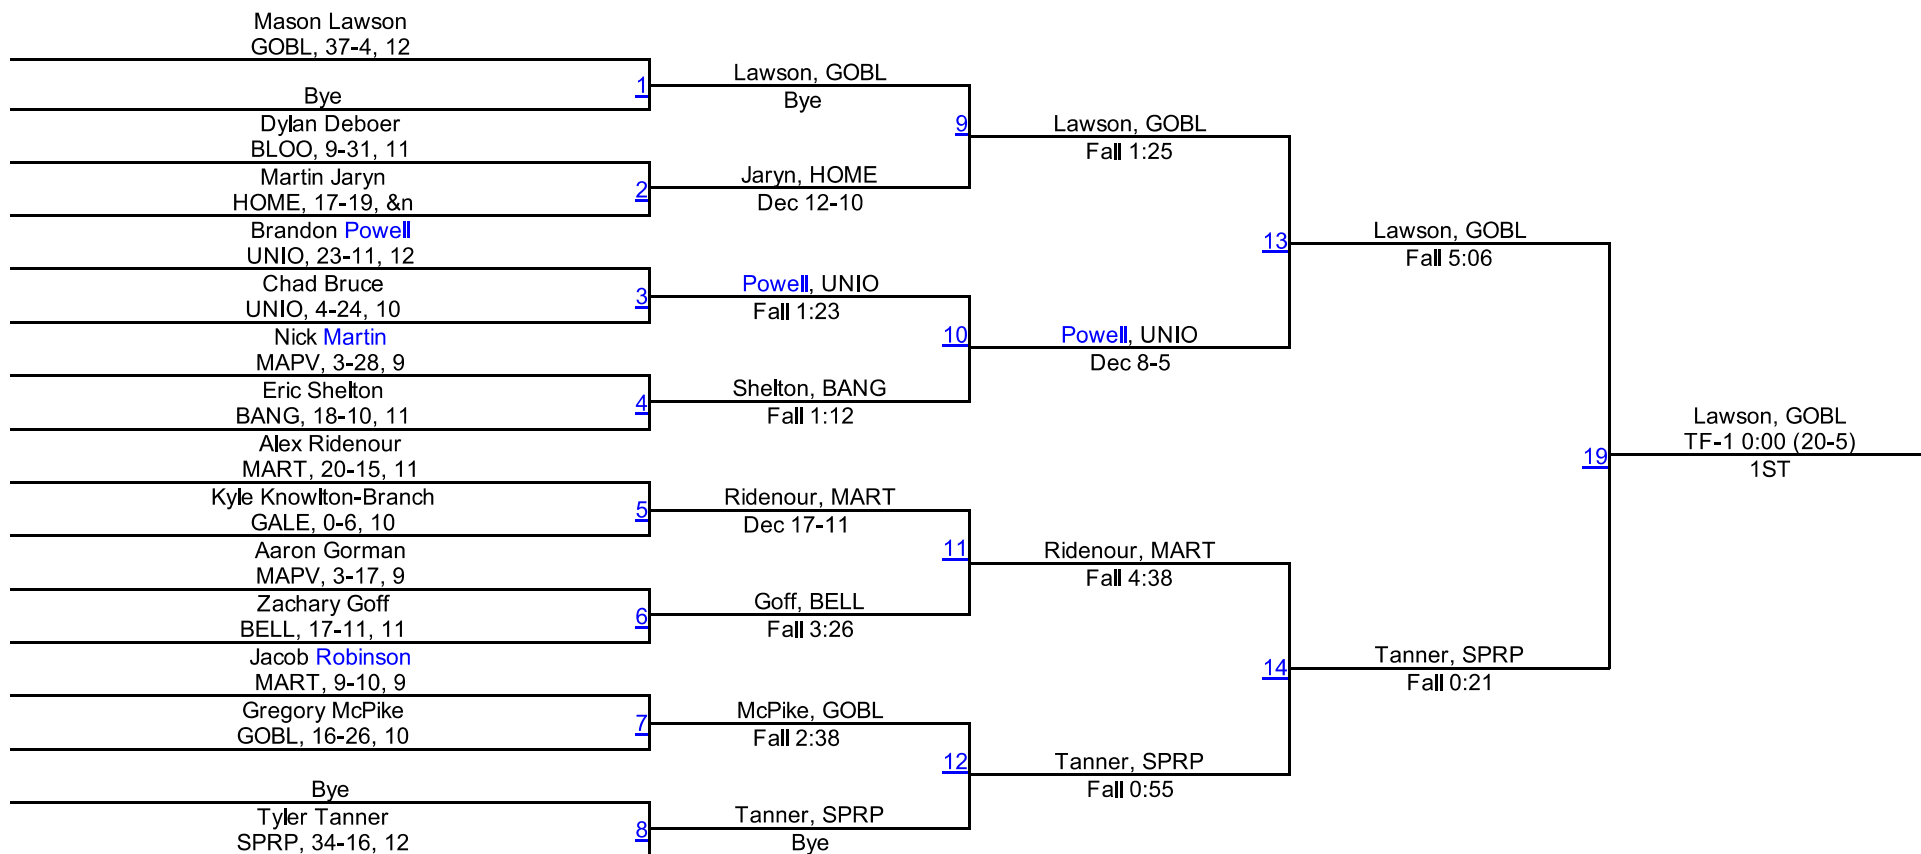 Mason Lawson
GOBL, 37-4, 12
1
Bye
Dylan Deboer
BLOO, 9-31, 11
Martin Jaryn
2
HOME, 17-19, &n
Brandon Powell
UNIO, 23-11, 12
Chad Bruce
3
UNIO, 4-24, 10
Nick Martin
MAPV, 3-28, 9
Eric Shelton
4
BANG, 18-10, 11
Alex Ridenour
MART, 20-15, 11
Kyle Knowlton-Branch
5
GALE, 0-6, 10
Aaron Gorman
MAPV, 3-17, 9
Zachary Goff
6
BELL, 17-11, 11
Jacob Robinson
MART, 9-10, 9
Gregory McPike
7
GOBL, 16-26, 10
Bye
Tyler Tanner
8
SPRP, 34-16, 12
Lawson, GOBL
Bye
9
Jaryn, HOME
Dec 12-10
Powell, UNIO
Fall 1:23
10
Shelton, BANG
Fall 1:12
Ridenour, MART
Dec 17-11
11
Goff, BELL
Fall 3:26
McPike, GOBL
Fall 2:38
12
Tanner, SPRP
Bye
Lawson, GOBL
Fall 1:25
13
Powell, UNIO
Dec 8-5
Ridenour, MART
Fall 4:38
14
Tanner, SPRP
Fall 0:55
Lawson, GOBL
Fall 5:06
19
Tanner, SPRP
Fall 0:21
Lawson, GOBL
TF-1 0:00 (20-5)
1ST